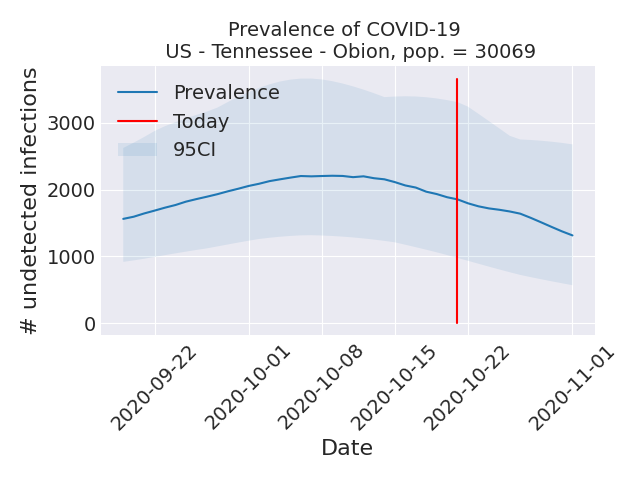 Prevalence of COVID-19
US - Tennessee - Obion, pop. = 30069
# undetected infections
3000
2000
1000
0
Prevalence
Today
95CI
2020-09-22
2020-10-01
2020-10-08
2020-10-15
2020-10-22
2020-11-01
Date